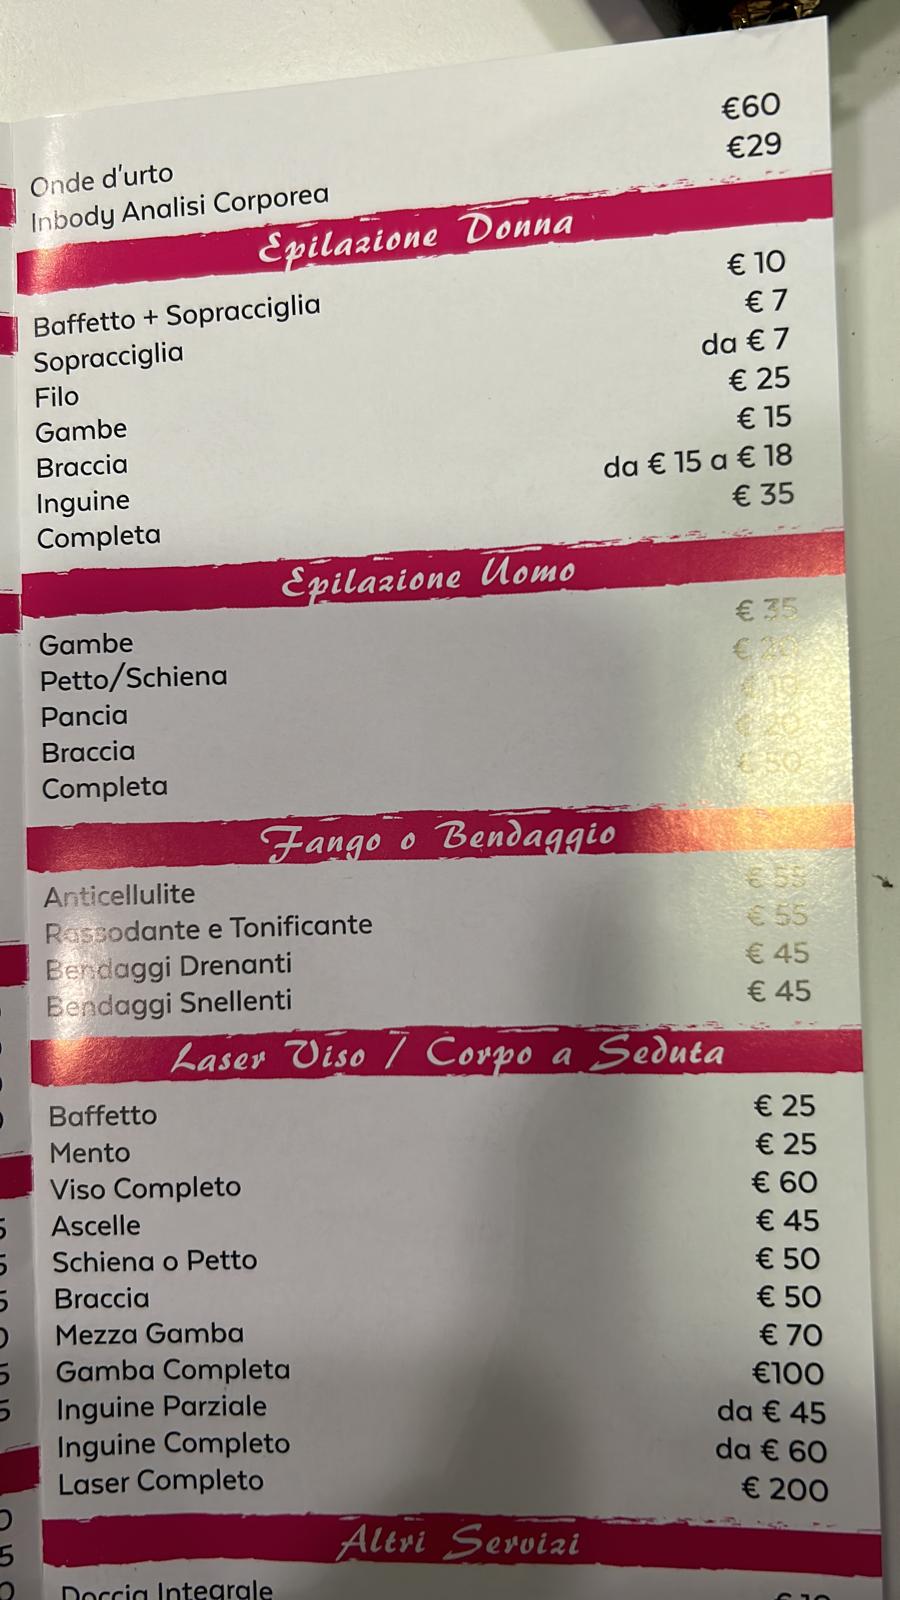 Onde d'urto €60
Inbody Analisi Corporea €29
Epilazione Donna
Baffetto + Sopracciglia € 10
Sopracciglia € 7
Filo da € 7
Gambe € 25
Braccia € 15
Inguine da € 15 a € 18
Completa € 35
Epilazione Uomo
Gambe € 35
Petto/Schiena € 20
Pancia € 10
Braccia € 20
Completa € 50
Fango o Bendaggio
Anticellulite € 55
Rassodante e Tonificante € 55
Bendaggi Drenanti € 45
Bendaggi Snellenti € 45
Laser Viso / Corpo a Seduta
Baffetto € 25
Mento € 25
Viso Completo € 60
Ascelle € 45
Schiena o Petto € 50
Braccia € 50
Mezza Gamba € 70
Gamba Completa €100
Inguine Parziale da € 45
Inguine Completo da € 60
Laser Completo € 200
Altri Servizi
Doccia Integrale